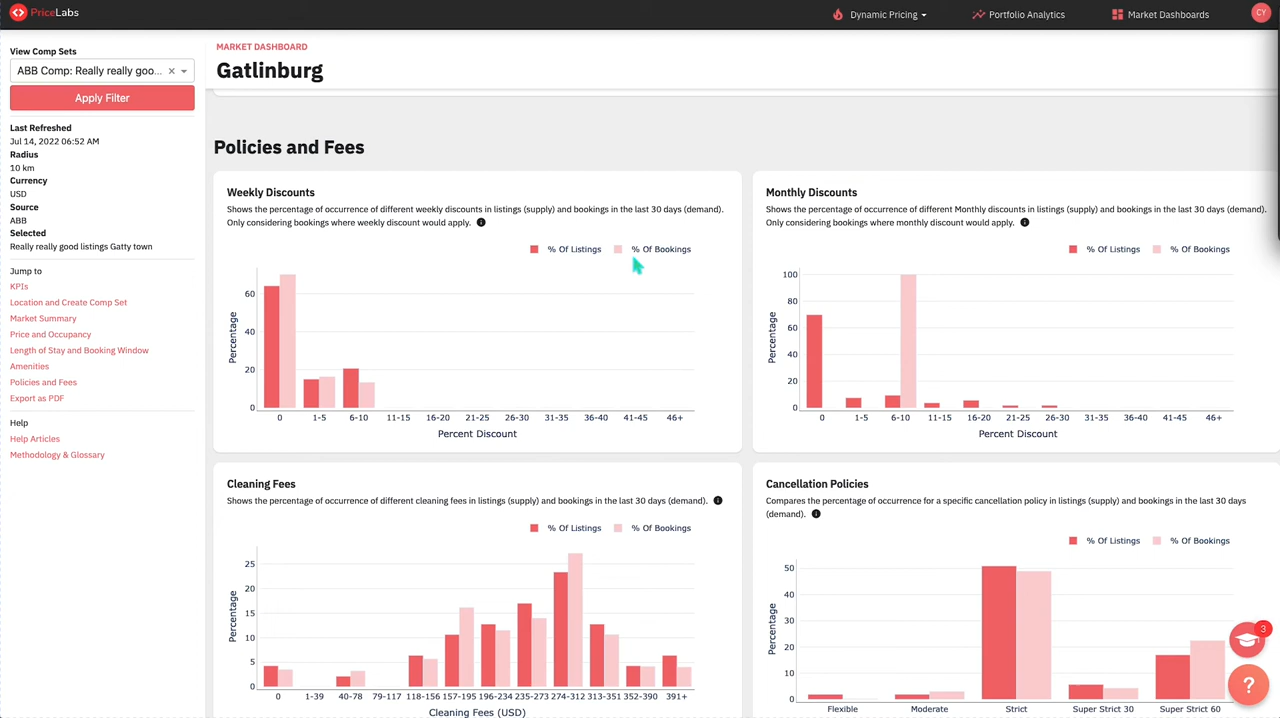 PriceLabs
Dynamic Pricing
Portfolio Analytics
Market Dashboards
CY
View Comp Sets
ABB Comp: Really really goo...
Apply Filter
Last Refreshed
Jul 14, 2022 06:52 AM
Radius
10 km
Currency
USD
Source
ABB
Selected
Really really good listings Gatty town
Jump to
KPIs
Location and Create Comp Set
Market Summary
Price and Occupancy
Length of Stay and Booking Window
Amenities
Policies and Fees
Export as PDF
Help
Help Articles
Methodology & Glossary
MARKET DASHBOARD
Gatlinburg
Policies and Fees
Weekly Discounts
Shows the percentage of occurrence of different weekly discounts in listings (supply) and bookings in the last 30 days (demand).
Only considering bookings where weekly discount would apply.
% Of Listings % Of Bookings
Percentage
60
40
20
0
0 1-5 6-10 11-15 16-20 21-25 26-30 31-35 36-40 41-45 46+
Percent Discount
Monthly Discounts
Shows the percentage of occurrence of different Monthly discounts in listings (supply) and bookings in the last 30 days (demand).
Only considering bookings where monthly discount would apply.
% Of Listings % Of Bookings
Percentage
100
80
60
40
20
0
0 1-5 6-10 11-15 16-20 21-25 26-30 31-35 36-40 41-45 46+
Percent Discount
Cleaning Fees
Shows the percentage of occurrence of different cleaning fees in listings (supply) and bookings in the last 30 days (demand).
% Of Listings % Of Bookings
Percentage
25
20
15
10
5
0
0 1-39 40-78 79-117 118-156 157-195 196-234 235-273 274-312 313-351 352-390 391+
Cleaning Fees (USD)
Cancellation Policies
Compares the percentage of occurrence for a specific cancellation policy in listings (supply) and bookings in the last 30 days
(demand).
% Of Listings % Of Bookings
Percentage
50
40
30
20
10
0
Flexible Moderate Strict Super Strict 30 Super Strict 60
3
?